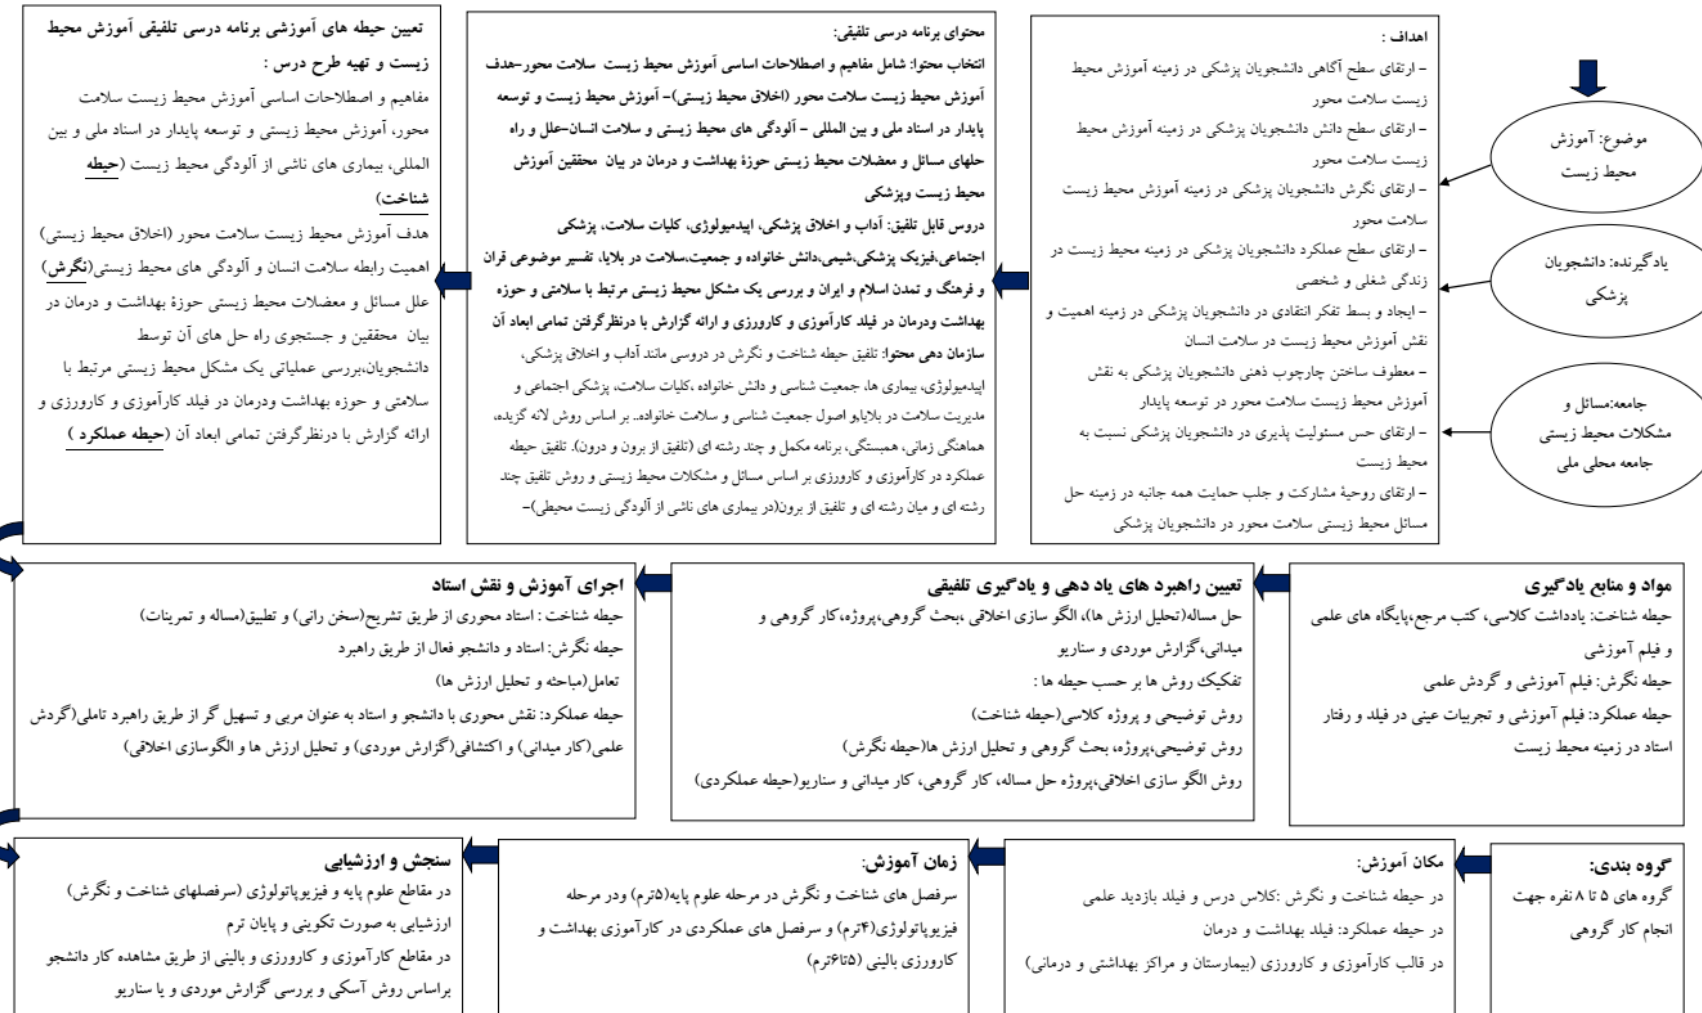 موضوع: آموزش
محیط زیست
یادگیرنده: دانشجویان
پزشکی
جامعه:مسائل و
مشکلات محیط زیستی
جامعه محلی ملی
اهداف :
- ارتقای سطح آگاهی دانشجویان پزشکی در زمینه آموزش محیط
زیست سلامت محور
- ارتقای سطح دانش دانشجویان پزشکی در زمینه آموزش محیط
زیست سلامت محور
- ارتقای نگرش دانشجویان پزشکی در زمینه آموزش محیط زیست
سلامت محور
- ارتقای سطح عملکرد دانشجویان پزشکی در زمینه محیط زیست در
زندگی شغلی و شخصی
- ایجاد و بسط تفکر انتقادی در دانشجویان پزشکی در زمینه اهمیت و
نقش آموزش محیط زیست در سلامت انسان
- معطوف ساختن چارچوب ذهنی دانشجویان پزشکی به نقش
آموزش محیط زیست سلامت محور در توسعه پایدار
- ارتقای حس مسئولیت پذیری در دانشجویان پزشکی نسبت به
محیط زیست
- ارتقای روحیهٔ مشارکت و جلب حمایت همه جانبه در زمینه حل
مسائل محیط زیستی سلامت محور در دانشجویان پزشکی
محتوای برنامه درسی تلفیقی:
انتخاب محتوا: شامل مفاهیم و اصطلاحات اساسی آموزش محیط زیست سلامت محور-هدف
آموزش محیط زیست سلامت محور (اخلاق محیط زیستی)- آموزش محیط زیست و توسعه
پایدار در اسناد ملی و بین المللی - آلودگی های محیط زیستی و سلامت انسان-علل و راه
حلهای مسائل و معضلات محیط زیستی حوزهٔ بهداشت و درمان در بیان محققین آموزش
محیط زیست وپزشکی
دروس قابل تلفیق: آداب و اخلاق پزشکی، اپیدمیولوژی، کلیات سلامت، پزشکی
اجتماعی،فیزیک پزشکی،شیمی،دانش خانواده و جمعیت،سلامت در بلایا، تفسیر موضوعی قران
و فرهنگ و تمدن اسلام و ایران و بررسی یک مشکل محیط زیستی مرتبط با سلامتی و حوزه
بهداشت ودرمان در فیلد کارآموزی و کارورزی و ارائه گزارش با درنظرگرفتن تمامی ابعاد آن
سازمان دهی محتوا: تلفیق حیطه شناخت و نگرش در دروسی مانند آداب و اخلاق پزشکی،
اپیدمیولوژی، بیماری ها، جمعیت شناسی و دانش خانواده ،کلیات سلامت، پزشکی اجتماعی و
مدیریت سلامت در بلایا،و اصول جمعیت شناسی و سلامت خانواده.. بر اساس روش لانه گزیده،
هماهنگی زمانی، همبستگی، برنامه مکمل و چند رشته ای (تلفیق از برون و درون). تلفیق حیطه
عملکرد در کارآموزی و کارورزی بر اساس مسائل و مشکلات محیط زیستی و روش تلفیق چند
رشته ای و میان رشته ای و تلفیق از برون(در بیماری های ناشی از آلودگی زیست محیطی)-
تعیین حیطه های آموزشی برنامه درسی تلفیقی آموزش محیط
زیست و تهیه طرح درس :
مفاهیم و اصطلاحات اساسی آموزش محیط زیست سلامت
محور، آموزش محیط زیستی و توسعه پایدار در اسناد ملی و بین
المللی، بیماری های ناشی از آلودگی محیط زیست (حیطه
شناخت)
هدف آموزش محیط زیست سلامت محور (اخلاق محیط زیستی)
اهمیت رابطه سلامت انسان و آلودگی های محیط زیستی(نگرش)
علل مسائل و معضلات محیط زیستی حوزهٔ بهداشت و درمان در
بیان محققین و جستجوی راه حل های آن توسط
دانشجویان،بررسی عملیاتی یک مشکل محیط زیستی مرتبط با
سلامتی و حوزه بهداشت ودرمان در فیلد کارآموزی و کارورزی و
ارائه گزارش با درنظرگرفتن تمامی ابعاد آن (حیطه عملکرد )
مواد و منابع یادگیری
حیطه شناخت: یادداشت کلاسی، کتب مرجع،پایگاه های علمی
و فیلم آموزشی
حیطه نگرش: فیلم آموزشی و گردش علمی
حیطه عملکرد: فیلم آموزشی و تجربیات عینی در فیلد و رفتار
استاد در زمینه محیط زیست
تعیین راهبرد های یاد دهی و یادگیری تلفیقی
حل مساله(تحلیل ارزش ها)، الگو سازی اخلاقی ،بحث گروهی،پروژه،کار گروهی و
میدانی،گزارش موردی و سناریو
تفکیک روش ها بر حسب حیطه ها :
روش توضیحی و پروژه کلاسی(حیطه شناخت)
روش توضیحی،پروژه، بحث گروهی و تحلیل ارزش ها(حیطه نگرش)
روش الگو سازی اخلاقی،پروژه حل مساله، کار گروهی، کار میدانی و سناریو(حیطه عملکردی)
اجرای آموزش و نقش استاد
حیطه شناخت : استاد محوری از طریق تشریح(سخن رانی) و تطبیق(مساله و تمرینات)
حیطه نگرش: استاد و دانشجو فعال از طریق راهبرد
تعامل(مباحثه و تحلیل ارزش ها)
حیطه عملکرد: نقش محوری با دانشجو و استاد به عنوان مربی و تسهیل گر از طریق راهبرد تاملی(گردش
علمی(کار میدانی) و اکتشافی(گزارش موردی) و تحلیل ارزش ها و الگوسازی اخلاقی)
گروه بندی:
گروه های ۵ تا ۸ نفره جهت
انجام کار گروهی
مکان آموزش:
در حیطه شناخت و نگرش :کلاس درس و فیلد بازدید علمی
در حیطه عملکرد: فیلد بهداشت و درمان
در قالب کارآموزی و کارورزی (بیمارستان و مراکز بهداشتی و درمانی)
زمان آموزش:
سرفصل های شناخت و نگرش در مرحله علوم پایه(۵ترم) ودر مرحله
فیزیوپاتولوژی(۴ترم) و سرفصل های عملکردی در کارآموزی بهداشت و
کارورزی بالینی (۵تا۶ترم)
سنجش و ارزشیابی
در مقاطع علوم پایه و فیزیوپاتولوژی (سرفصلهای شناخت و نگرش)
ارزشیابی به صورت تکوینی و پایان ترم
در مقاطع کارآموزی و کارورزی و بالینی از طریق مشاهده کار دانشجو
براساس روش آسکی و بررسی گزارش موردی و یا سناریو